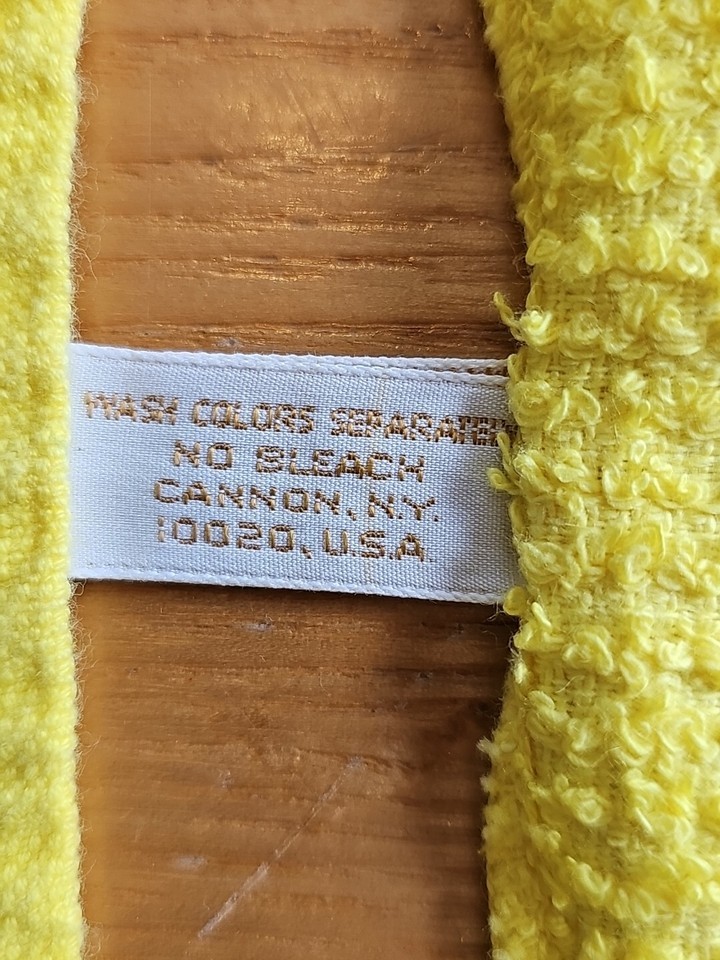 WASH COLORS SEPARATELY
NO BLEACH
CANNON, N.Y.
10020, U.S.A.